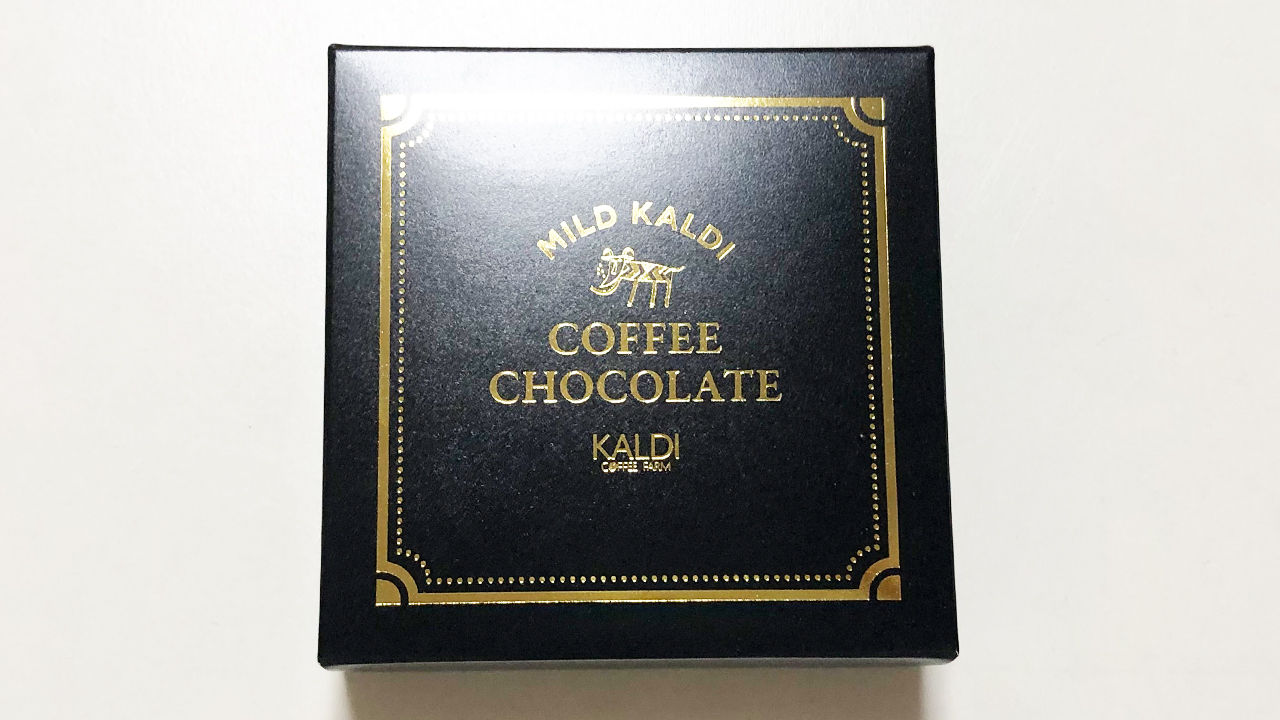 MILD KALDI
COFFEE
CHOCOLATE
KALDI
COFFEE FARM